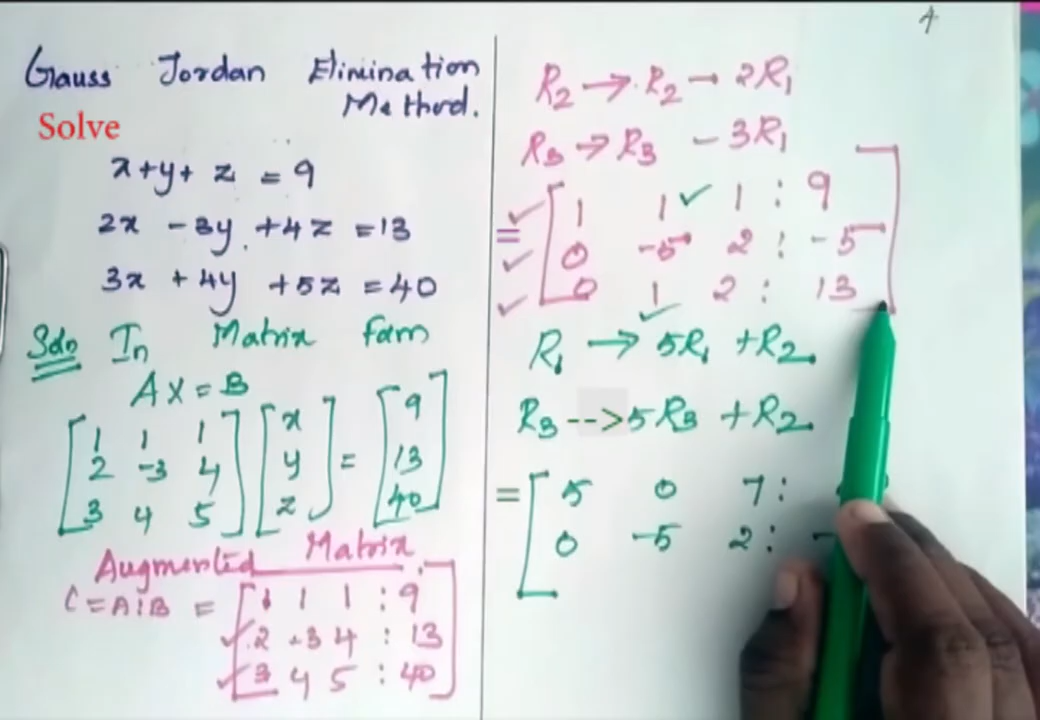 Gauss Jordan Elimination
Method.
Solve
x+y+ z = 9
2x -3y +4z =13
3x + 4y +5z =40
Soln In Matrix Form
AX = B
[1 1 1] [x] = [9]
[2 -3 4] [y] = [13]
[3 4 5] [z] = [40]
Augmented Matrix
C=A:B = [1 1 1 : 9]
[2 -3 4 : 13]
[3 4 5 : 40]
R2 → R2 - 2R1
R3 → R3 - 3R1
= [1 1 1 : 9]
[0 -5 2 : -5]
[0 1 2 : 13]
R1 → 5R1 +R2
R3 -->5R3 +R2
= [5 0 7 :
0 -5 2 : -